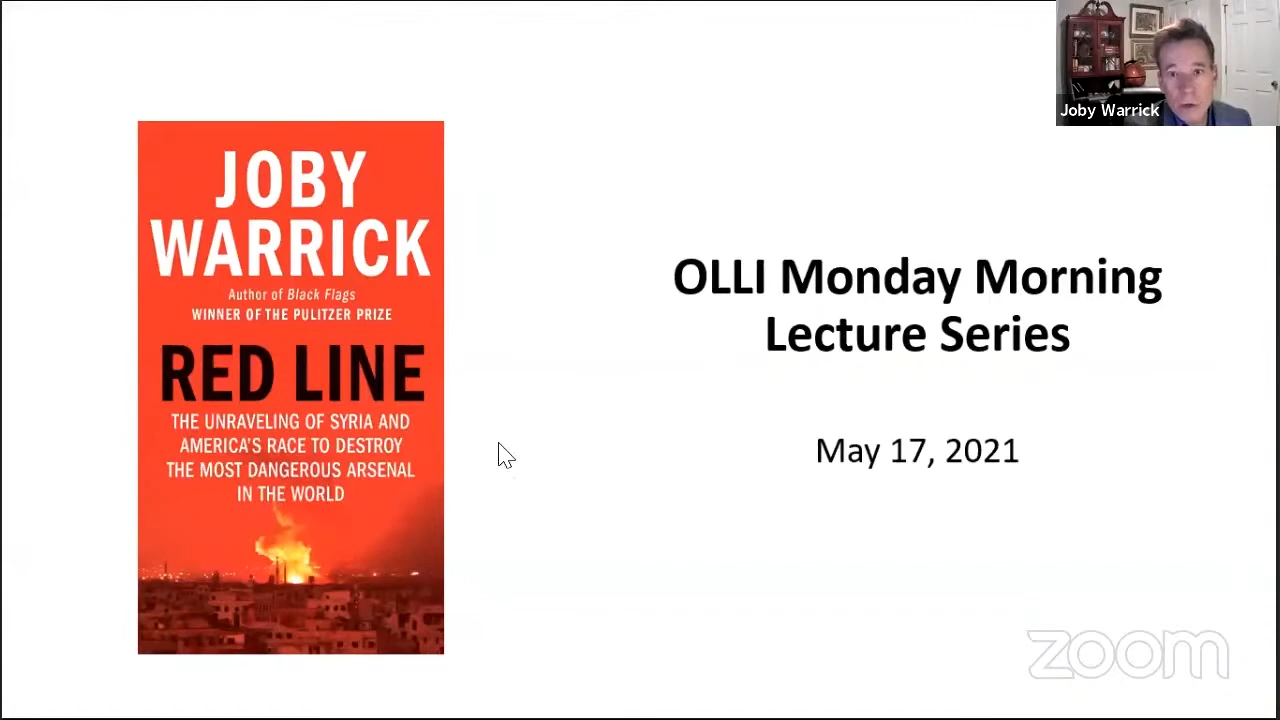 Joby Warrick
JOBY
WARRICK
Author of Black Flags
WINNER OF THE PULITZER PRIZE
RED LINE
THE UNRAVELING OF SYRIA AND
AMERICA'S RACE TO DESTROY
THE MOST DANGEROUS ARSENAL
IN THE WORLD
OLLI Monday Morning
Lecture Series
May 17, 2021
zoom